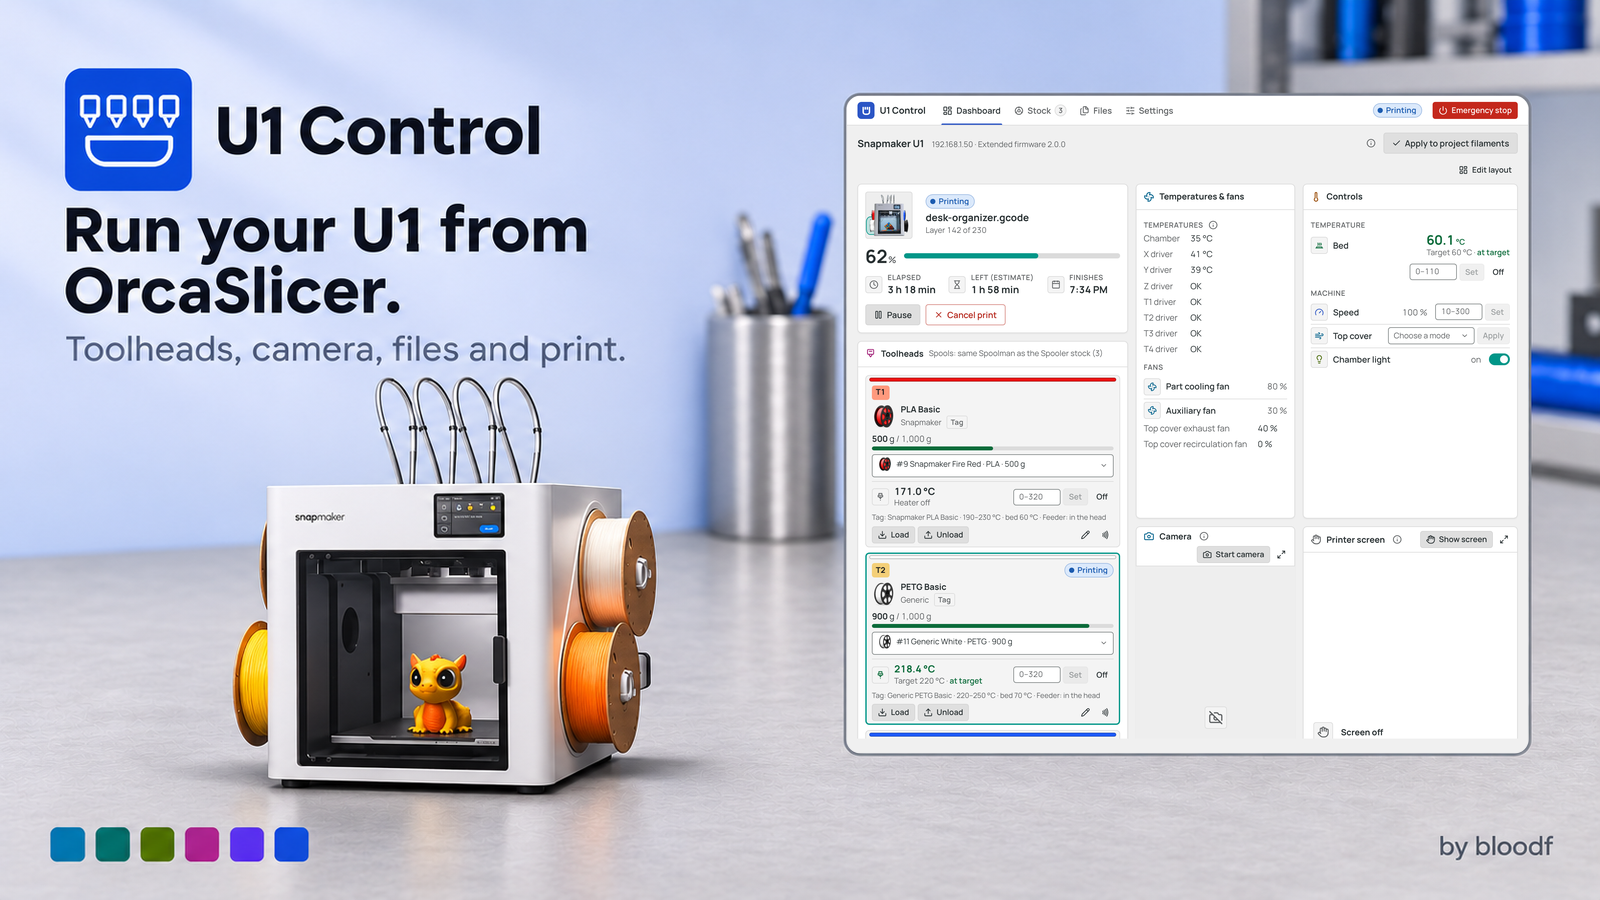 U1 Control
Run your U1 from
OrcaSlicer.
Toolheads, camera, files and print.
snapmaker
by bloodf
U1 Control
Dashboard
Stock 3
Files
Settings
Printing
Emergency stop
Snapmaker U1
192.168.1.50 · Extended firmware 2.0.0
Apply to project filaments
Edit layout
Printing
desk-organizer.gcode
Layer 142 of 230
62%
ELAPSED
3 h 18 min
LEFT (ESTIMATE)
1 h 58 min
FINISHES
7:34 PM
Pause
Cancel print
Toolheads
Spools: same Spoolman as the Spooler stock (3)
T1
PLA Basic
Snapmaker Tag
500 g / 1,000 g
#9 Snapmaker Fire Red · PLA · 500 g
171.0 °C
Heater off
0-320
Set
Off
Tag: Snapmaker PLA Basic · 190–230 °C · bed 60 °C · Feeder: in the head
Load
Unload
T2
Printing
PETG Basic
Generic Tag
900 g / 1,000 g
#11 Generic White · PETG · 900 g
218.4 °C
Target 220 °C · at target
0-320
Set
Off
Tag: Generic PETG Basic · 220–250 °C · bed 70 °C · Feeder: in the head
Load
Unload
Temperatures & fans
TEMPERATURES
Chamber 35 °C
X driver 41 °C
Y driver 39 °C
Z driver OK
T1 driver OK
T2 driver OK
T3 driver OK
T4 driver OK
FANS
Part cooling fan 80 %
Auxiliary fan 30 %
Top cover exhaust fan 40 %
Top cover recirculation fan 0 %
Controls
TEMPERATURE
Bed
60.1 °C
Target 60 °C · at target
0-110
Set
Off
MACHINE
Speed 100 % 10-300 Set
Top cover Choose a mode Apply
Chamber light on
Camera
Start camera
Printer screen
Show screen
Screen off